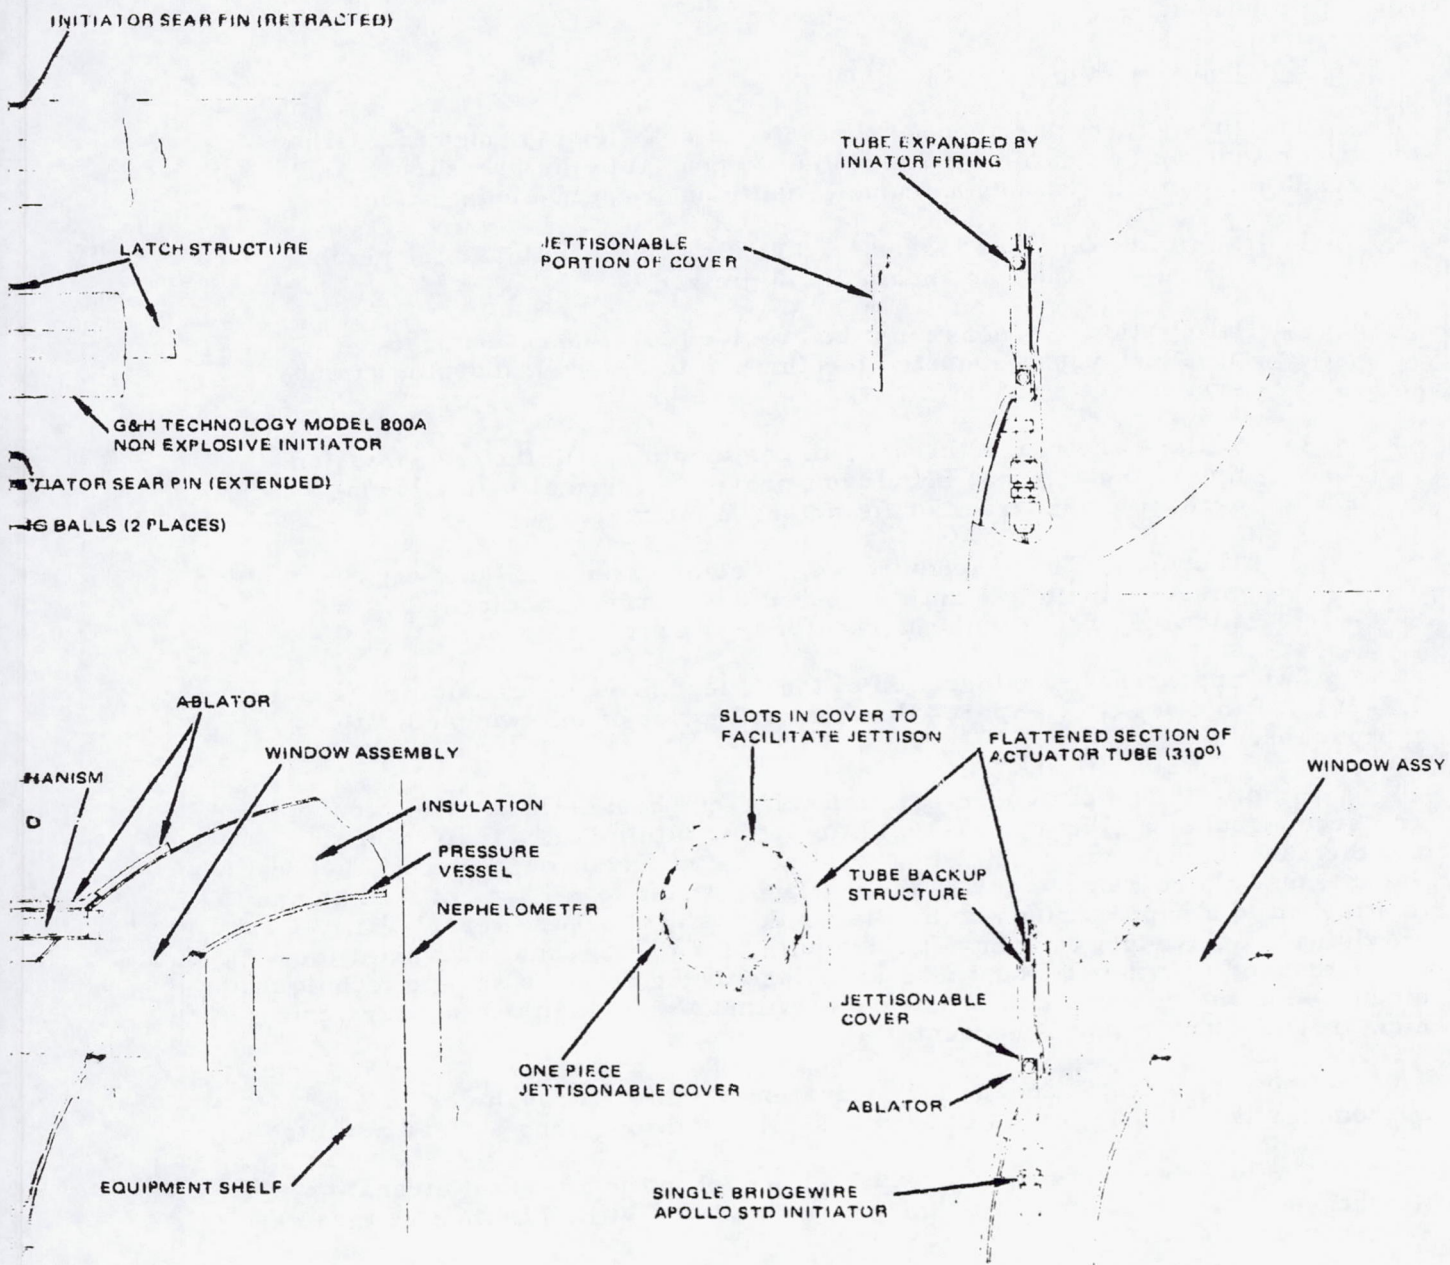 INITIATOR SEAR PIN (RETRACTED)
TUBE EXPANDED BY
INIATOR FIRING
LATCH STRUCTURE
JETTISONABLE
PORTION OF COVER
G&H TECHNOLOGY MODEL 800A
NON EXPLOSIVE INITIATOR
TIATOR SEAR PIN (EXTENDED)
IG BALLS (2 PLACES)
ABLATOR
WINDOW ASSEMBLY
HANISM
INSULATION
PRESSURE
VESSEL
NEPHELOMETER
EQUIPMENT SHELF
SLOTS IN COVER TO
FACILITATE JETTISON
FLATTENED SECTION OF
ACTUATOR TUBE (310°)
WINDOW ASSY
TUBE BACKUP
STRUCTURE
JETTISONABLE
COVER
ONE PIECE
JETTISONABLE COVER
ABLATOR
SINGLE BRIDGEWIRE
APOLLO STD INITIATOR